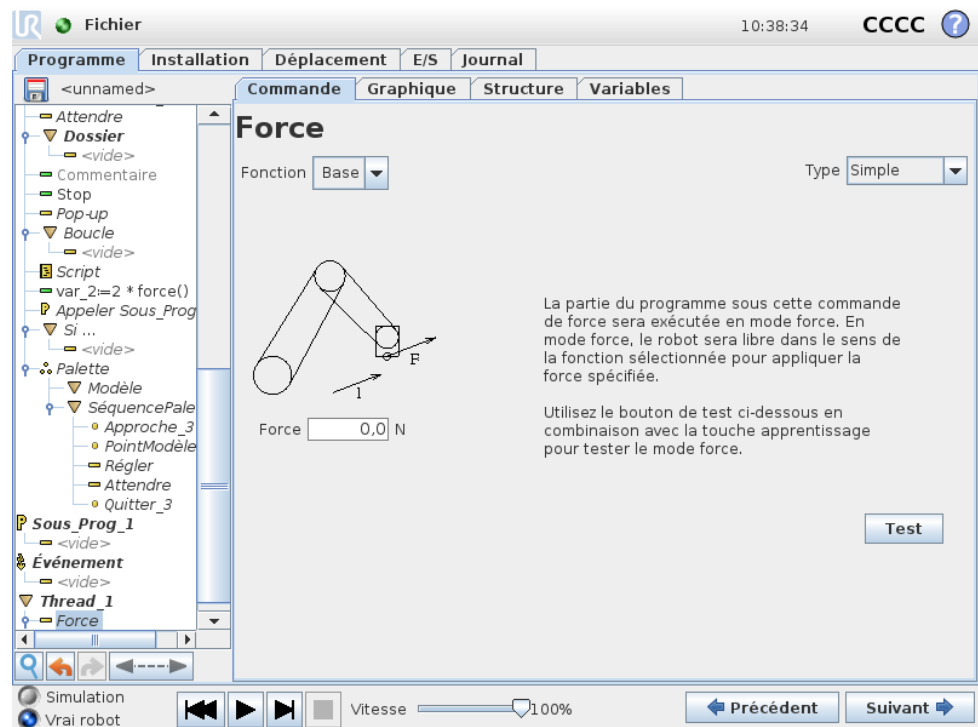 UR Fichier 10:38:34 CCCC ?
Programme Installation Déplacement E/S Journal
<unnamed>
Commande Graphique Structure Variables
Attendre
Dossier
<vide>
Commentaire
Stop
Pop-up
Boucle
<vide>
Script
var_2:=2 * force()
Appeler Sous_Prog
Si ...
<vide>
Palette
Modèle
SéquencePale
Approche_3
PointModèle
Régler
Attendre
Quitter_3
P Sous_Prog_1
<vide>
Événement
<vide>
Thread_1
Force
Force
Fonction Base
Type Simple
F
1
Force 0,0 N
La partie du programme sous cette commande
de force sera exécutée en mode force. En
mode force, le robot sera libre dans le sens de
la fonction sélectionnée pour appliquer la
force spécifiée.
Utilisez le bouton de test ci-dessous en
combinaison avec la touche apprentissage
pour tester le mode force.
Test
Simulation
Vrai robot
Vitesse 100%
Précédent Suivant